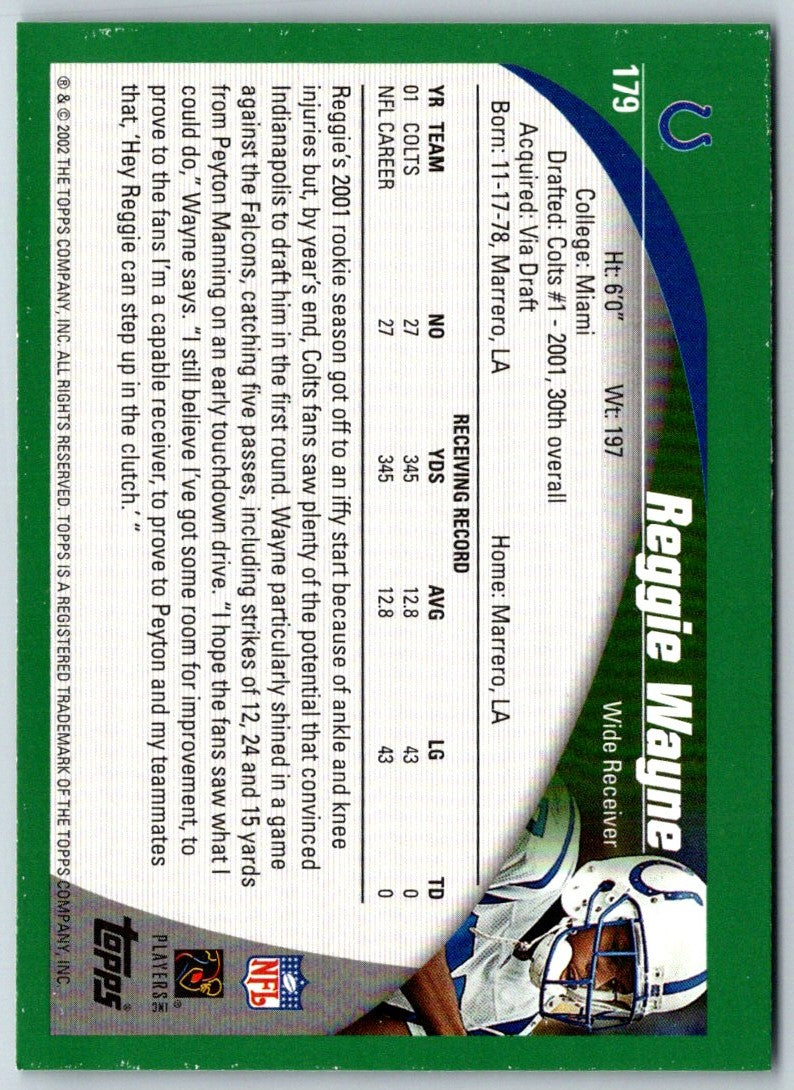 179
Reggie Wayne
Wide Receiver
Ht: 6'0" Wt: 197
College: Miami
Drafted: Colts #1 - 2001, 30th overall
Acquired: Via Draft
Born: 11-17-78, Marrero, LA Home: Marrero, LA
RECEIVING RECORD
YR TEAM NO YDS AVG LG TD
01 COLTS 27 345 12.8 43 0
NFL CAREER 27 345 12.8 43 0
Reggie's 2001 rookie season got off to an iffy start because of ankle and knee
injuries but, by year's end, Colts fans saw plenty of the potential that convinced
Indianapolis to draft him in the first round. Wayne particularly shined in a game
against the Falcons, catching five passes, including strikes of 12, 24 and 15 yards
from Peyton Manning on an early touchdown drive. "I hope the fans saw what I
could do," Wayne says. "I still believe I've got some room for improvement, to
prove to the fans I'm a capable receiver, to prove to Peyton and my teammates
that, 'Hey Reggie can step up in the clutch.' "
NFL
PLAYERS INC ®
topps®
® & © 2002 THE TOPPS COMPANY, INC. ALL RIGHTS RESERVED. TOPPS IS A REGISTERED TRADEMARK OF THE TOPPS COMPANY, INC.